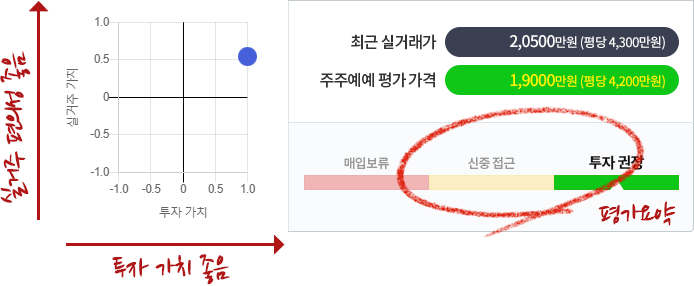 실거주 편의성 좋음
실거주 가치
1.0
0.5
0
-0.5
-1.0
-1.0
0.5
0
0.5
1.0
투자 가치
투자 가치 좋음
최근 실거래가
2,0500만원 (평당 4,300만원)
주주예예 평가 가격
1,9000만원 (평당 4,200만원)
매입보류
신중 접근
투자 권장
평가요약